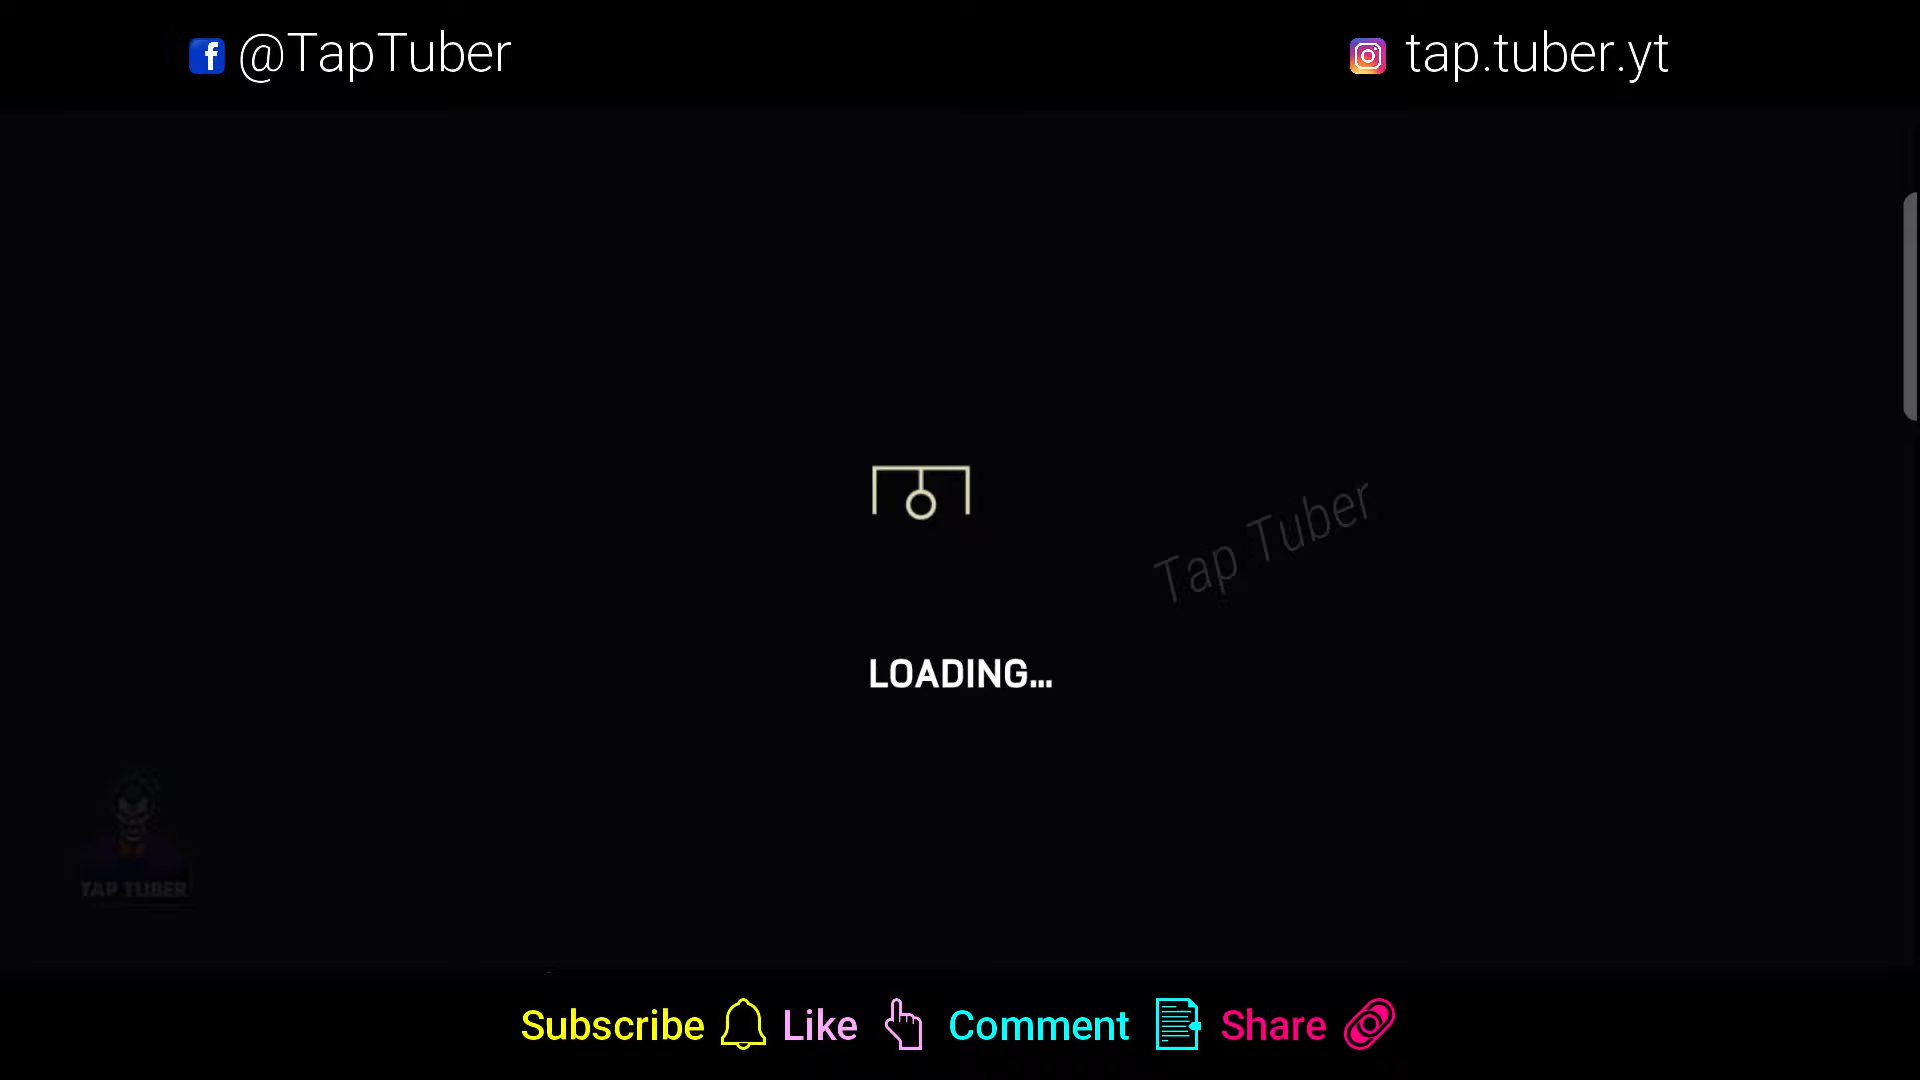 @TapTuber
tap.tuber.yt
Tap Tuber
LOADING...
TAP TUBER
Subscribe Like Comment Share